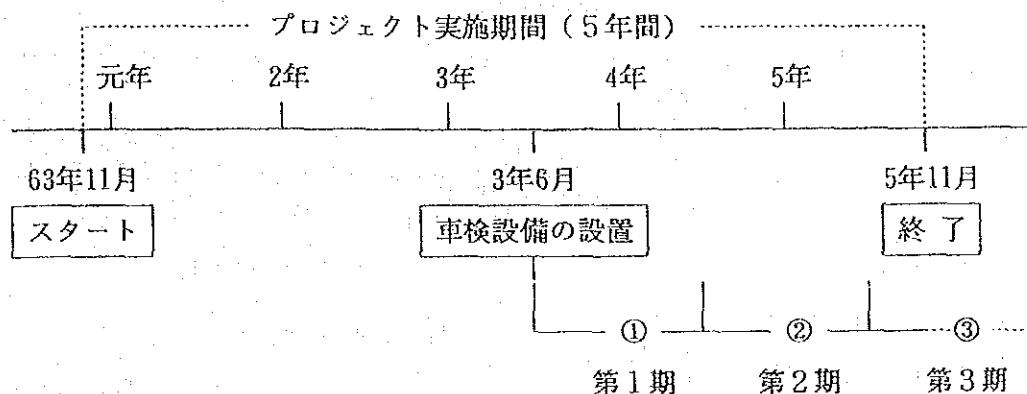 プロジェクト実施期間（５年間）
元年 2年 3年 4年 5年
63年11月 3年6月 5年11月
スタート 車検設備の設置 終了
① ② ③
第１期 第２期 第３期